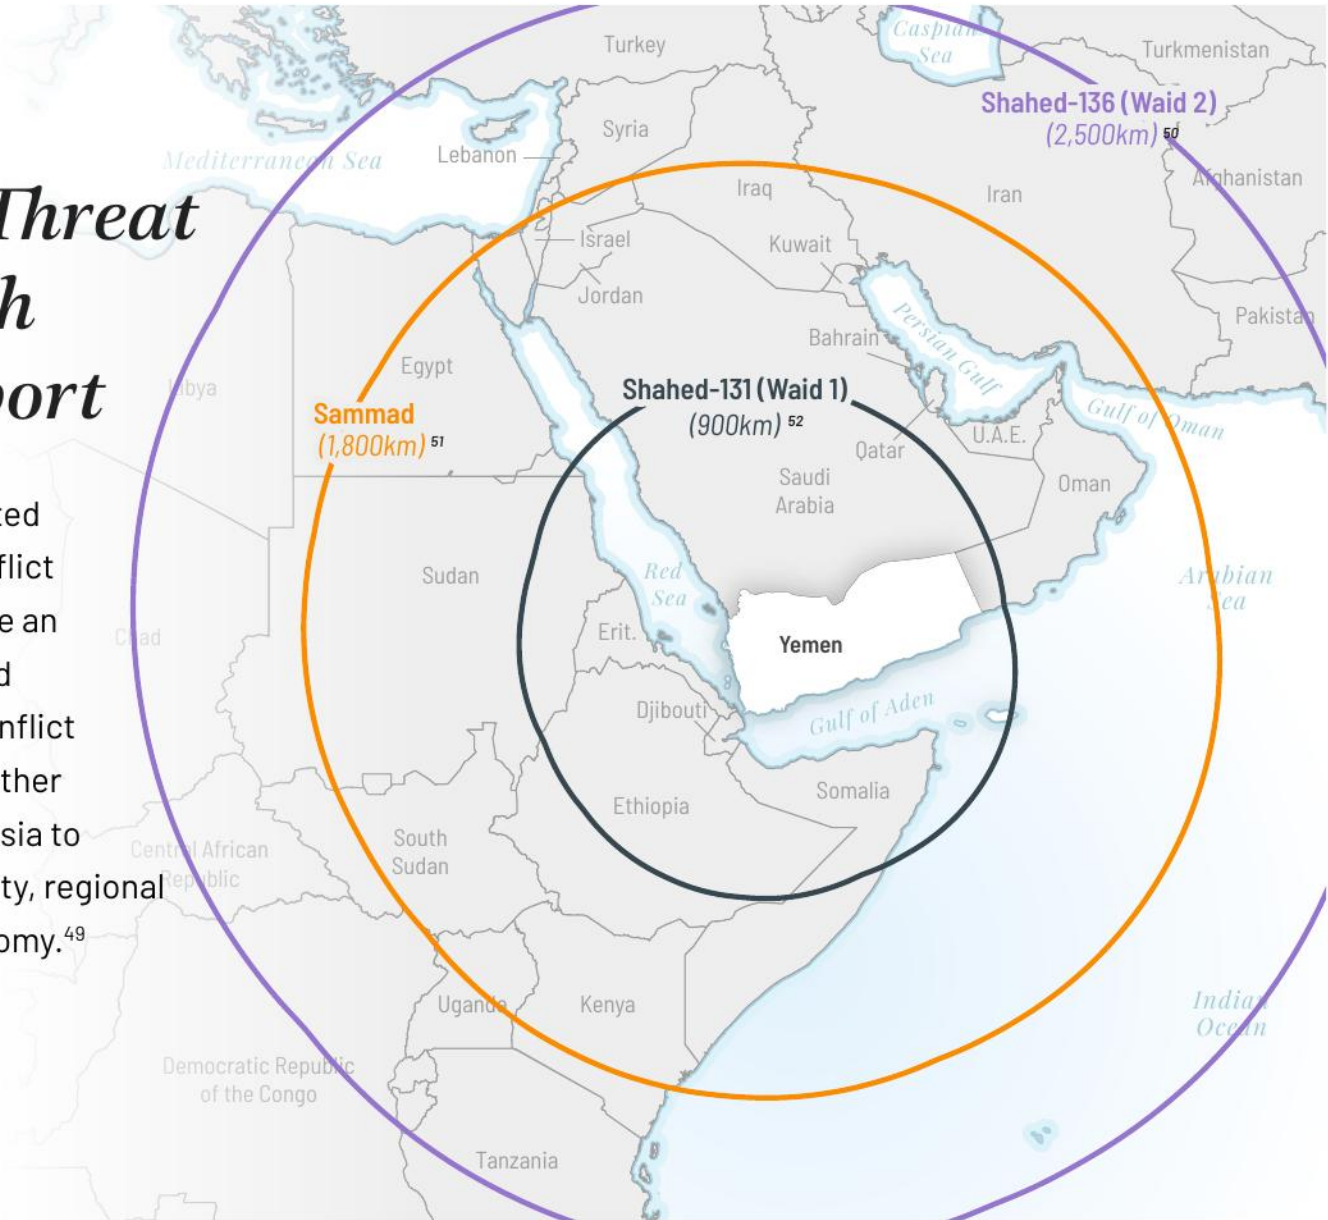 Threat
h
port
ted
flict
e an
d
nflict
ther
sia to
ty, regional
omy.49
Caspian
Sea
Turkey
Turkmenistan
Shahed-136 (Waid 2)
(2,500km) 50
Syria
Lebanon
Mediterranean Sea
Afghanistan
Iraq
Iran
Israel
Kuwait
Jordan
Pakistan
Bahrain
Persian Gulf
Egypt
Libya
Shahed-131 (Waid 1)
(900km) 52
Sammad
(1,800km) 51
Gulf of Oman
U.A.E.
Qatar
Saudi
Arabia
Oman
Sudan
Red
Sea
Arabian
Sea
Chad
Erit.
Yemen
Djibouti
Gulf of Aden
Somalia
Ethiopia
South
Sudan
Central African
Republic
Uganda
Kenya
Indian
Ocean
Democratic Republic
of the Congo
Tanzania